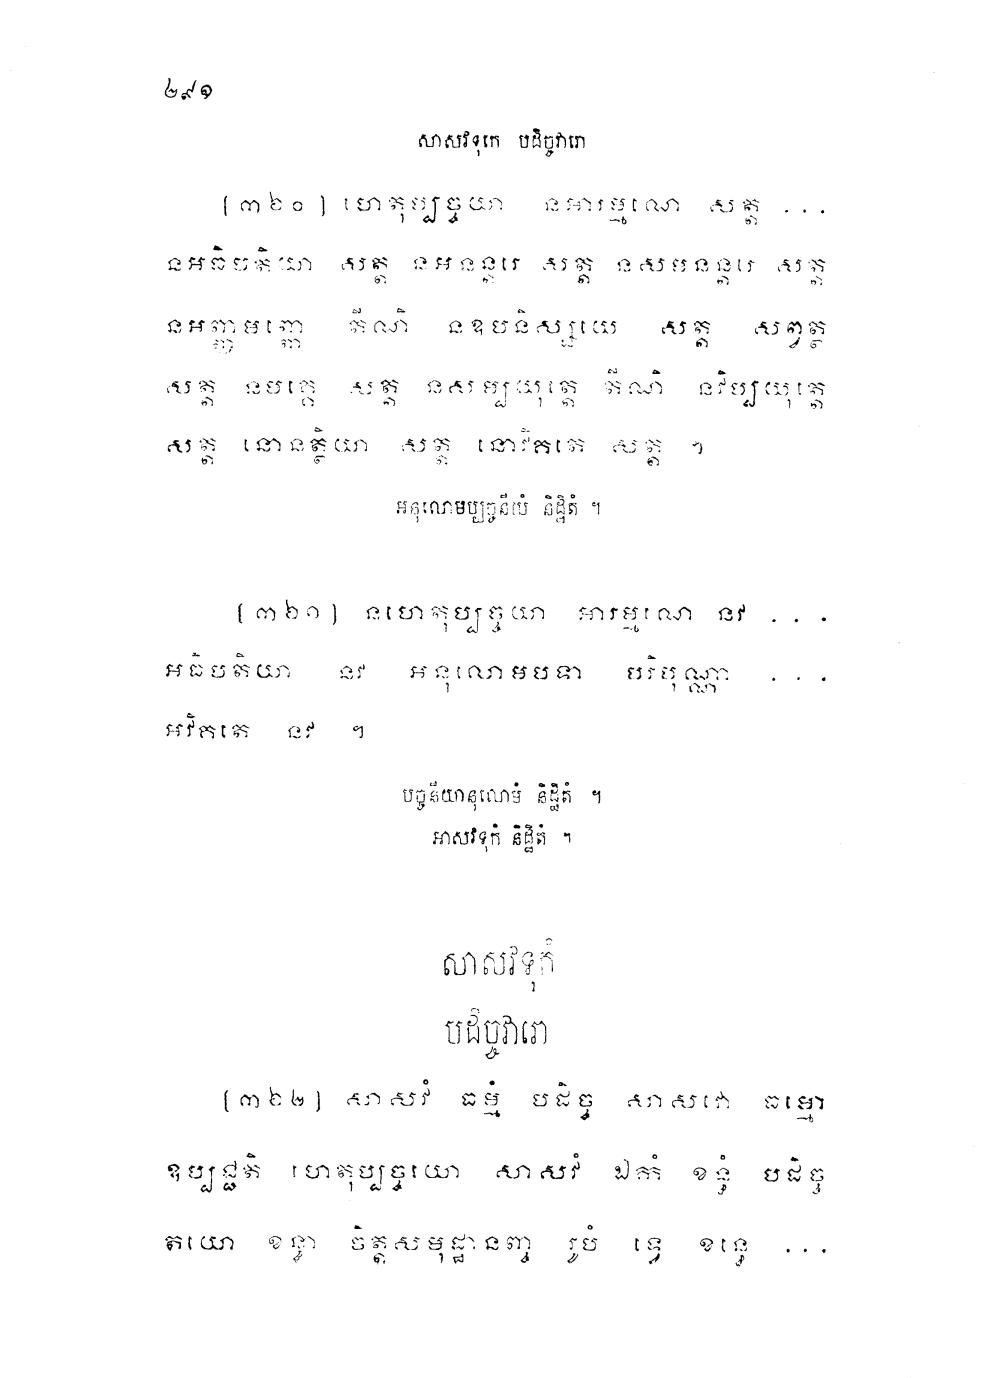 ២៩១
សាសវទុកេ បដិច្ចវារោ
[៣២០] ហេតុប្បច្ចយា នអារម្មណេ សត្ត ...
នអធិបតិយា សត្ត នអនន្តរេ សត្ត នសមនន្តរេ សត្ត
នអញ្ញមញ្ញេ តីណិ នឧបនិស្សយេ សត្ត សព្វត្ថ
សត្ត នមគ្គេ សត្ត នសម្បយុត្តេ តីណិ នវិប្បយុត្តេ
សត្ត នោនត្ថិយា សត្ត នោវិគតេ សត្ត ។
អនុលោមប្បច្ចនីយំ និដ្ឋិតំ ។
[៣២១] នហេតុប្បច្ចយា អារម្មណេ នវ ...
អធិបតិយា នវ អនុលោមបទា បរិបុណ្ណា ...
អវិគតេ នវ ។
បច្ចនីយានុលោមំ និដ្ឋិតំ ។
អាសវទុកំ និដ្ឋិតំ ។
សាសវទុកំ
បដិច្ចវារោ
[៣២២] សាសវំ ធម្មំ បដិច្ច សាសវោ ធម្មោ
ឧប្បជ្ជតិ ហេតុប្បច្ចយោ សាសវំ ឯកំ ខន្ធំ បដិច្ច
តយោ ខន្ធា ចិត្តសមុដ្ឋានញ្ច រូបំ ទ្វេ ខន្ធេ ...